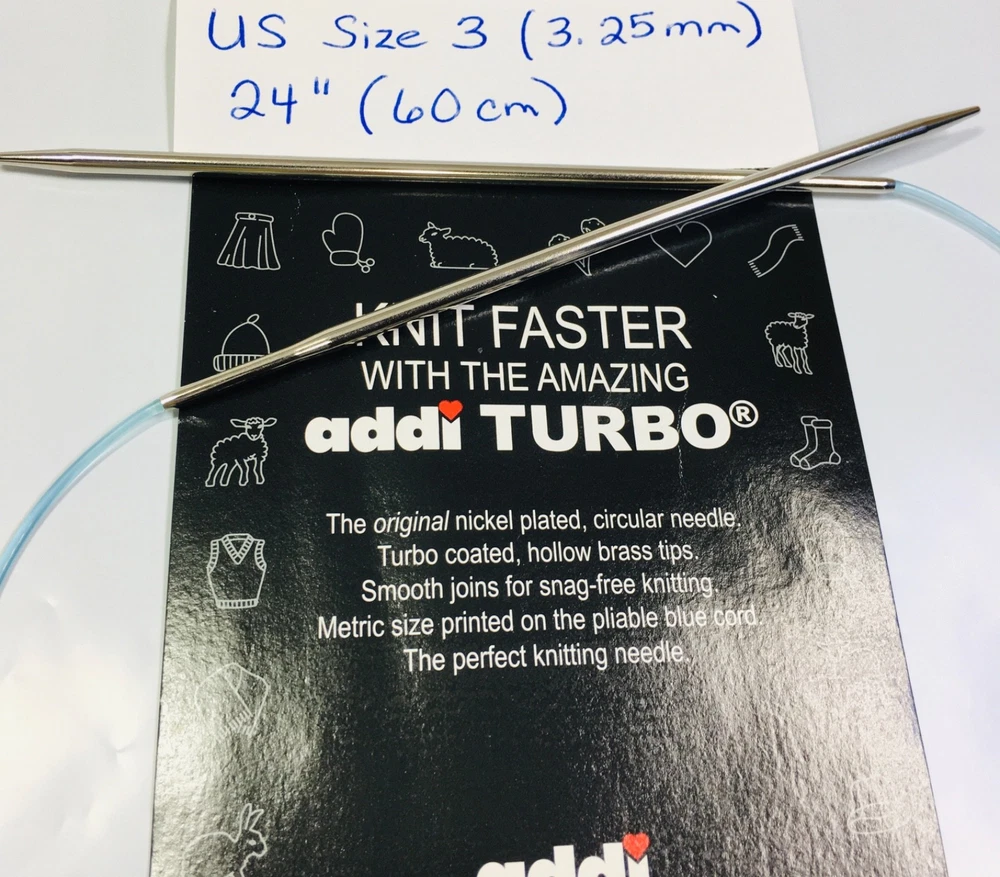 US Size 3 (3.25mm)
24" (60cm)
KNIT FASTER
WITH THE AMAZING
addi TURBO®
The original nickel plated, circular needle.
Turbo coated, hollow brass tips.
Smooth joins for snag-free knitting.
Metric size printed on the pliable blue cord.
The perfect knitting needle.
addi